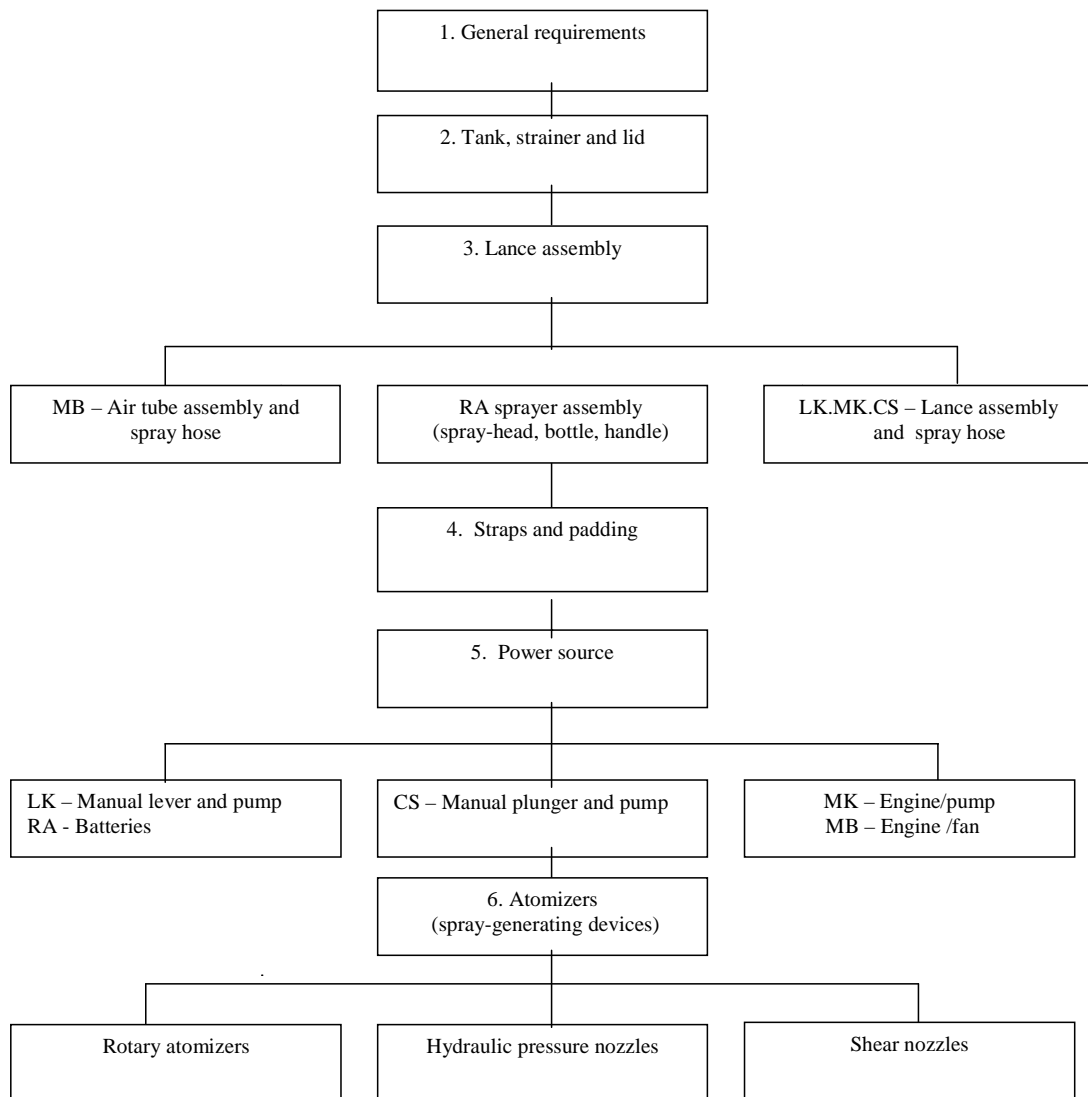 1. General requirements
2. Tank, strainer and lid
3. Lance assembly
MB – Air tube assembly and
spray hose
RA sprayer assembly
(spray-head, bottle, handle)
LK.MK.CS – Lance assembly
and spray hose
4. Straps and padding
5. Power source
LK – Manual lever and pump
RA - Batteries
CS – Manual plunger and pump
MK – Engine/pump
MB – Engine /fan
6. Atomizers
(spray-generating devices)
.
Rotary atomizers
Hydraulic pressure nozzles
Shear nozzles